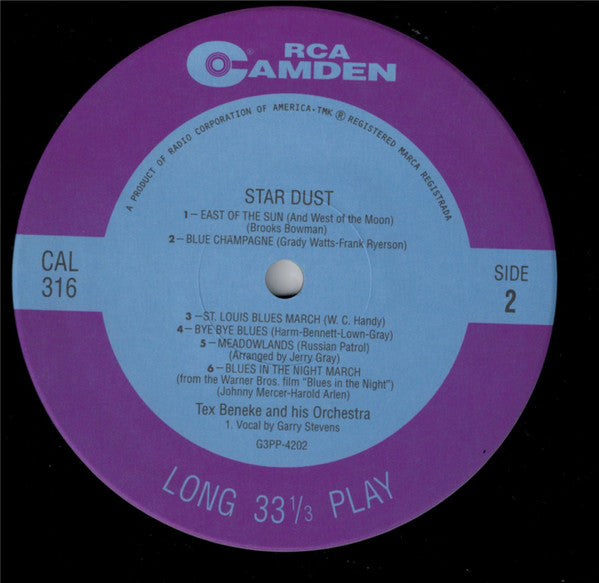 RCA
CAMDEN
A PRODUCT OF RADIO CORPORATION OF AMERICA-TMK ® REGISTERED MARCA REGISTRADA
STAR DUST
1—EAST OF THE SUN (And West of the Moon)
(Brooks Bowman)
2—BLUE CHAMPAGNE (Grady Watts-Frank Ryerson)
CAL
316
SIDE
2
3—ST. LOUIS BLUES MARCH (W. C. Handy)
4—BYE BYE BLUES (Harm-Bennett-Lown-Gray)
5—MEADOWLANDS (Russian Patrol)
(Arranged by Jerry Gray)
6—BLUES IN THE NIGHT MARCH
(from the Warner Bros. film "Blues in the Night")
(Johnny Mercer-Harold Arlen)
Tex Beneke and his Orchestra
1. Vocal by Garry Stevens
G3PP-4202
LONG 33 1/3 PLAY